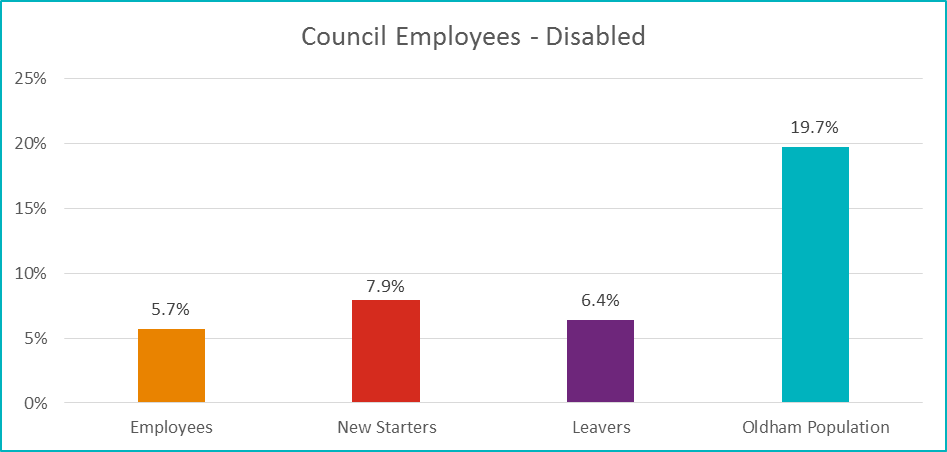 Council Employees - Disabled
25%
20%
15%
10%
5%
0%
5.7%
7.9%
6.4%
19.7%
Employees
New Starters
Leavers
Oldham Population